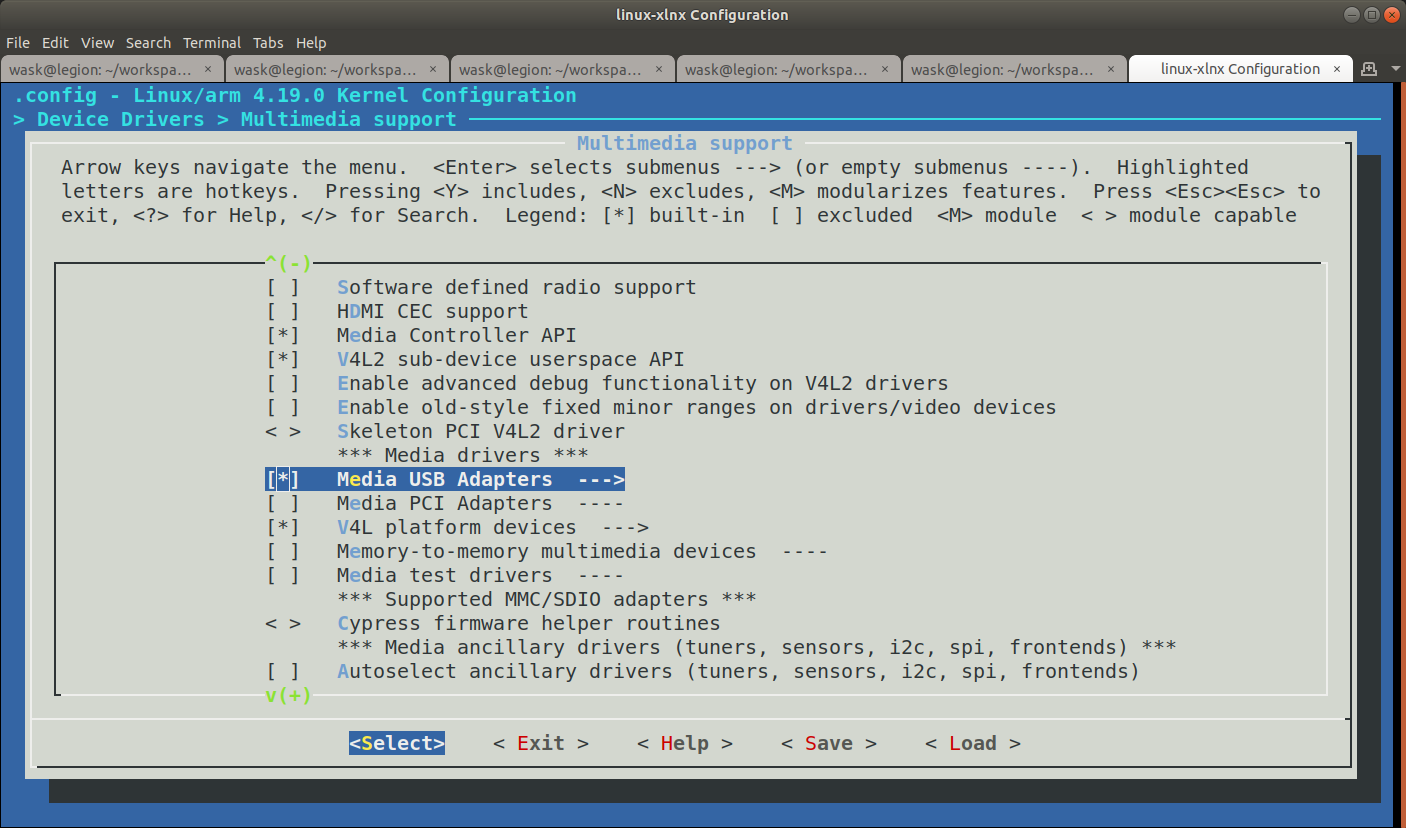 linux-xlnx Configuration
File Edit View Search Terminal Tabs Help
wask@legion: ~/workspa... × wask@legion: ~/workspa... × wask@legion: ~/workspa... × wask@legion: ~/workspa... × wask@legion: ~/workspa... × linux-xlnx Configuration ×
.config - Linux/arm 4.19.0 Kernel Configuration
> Device Drivers > Multimedia support
Multimedia support
Arrow keys navigate the menu.  <Enter> selects submenus ---> (or empty submenus ----).  Highlighted
letters are hotkeys.  Pressing <Y> includes, <N> excludes, <M> modularizes features.  Press <Esc><Esc> to
exit, <?> for Help, </> for Search.  Legend: [*] built-in  [ ] excluded  <M> module  < > module capable
^(-)
[ ]   Software defined radio support
[ ]   HDMI CEC support
[*]   Media Controller API
[*]   V4L2 sub-device userspace API
[ ]   Enable advanced debug functionality on V4L2 drivers
[ ]   Enable old-style fixed minor ranges on drivers/video devices
< >   Skeleton PCI V4L2 driver
*** Media drivers ***
[*]   Media USB Adapters  --->
[ ]   Media PCI Adapters  ----
[*]   V4L platform devices  --->
[ ]   Memory-to-memory multimedia devices  ----
[ ]   Media test drivers  ----
*** Supported MMC/SDIO adapters ***
< >   Cypress firmware helper routines
*** Media ancillary drivers (tuners, sensors, i2c, spi, frontends) ***
[ ]   Autoselect ancillary drivers (tuners, sensors, i2c, spi, frontends)
v(+)
<Select>    < Exit >    < Help >    < Save >    < Load >